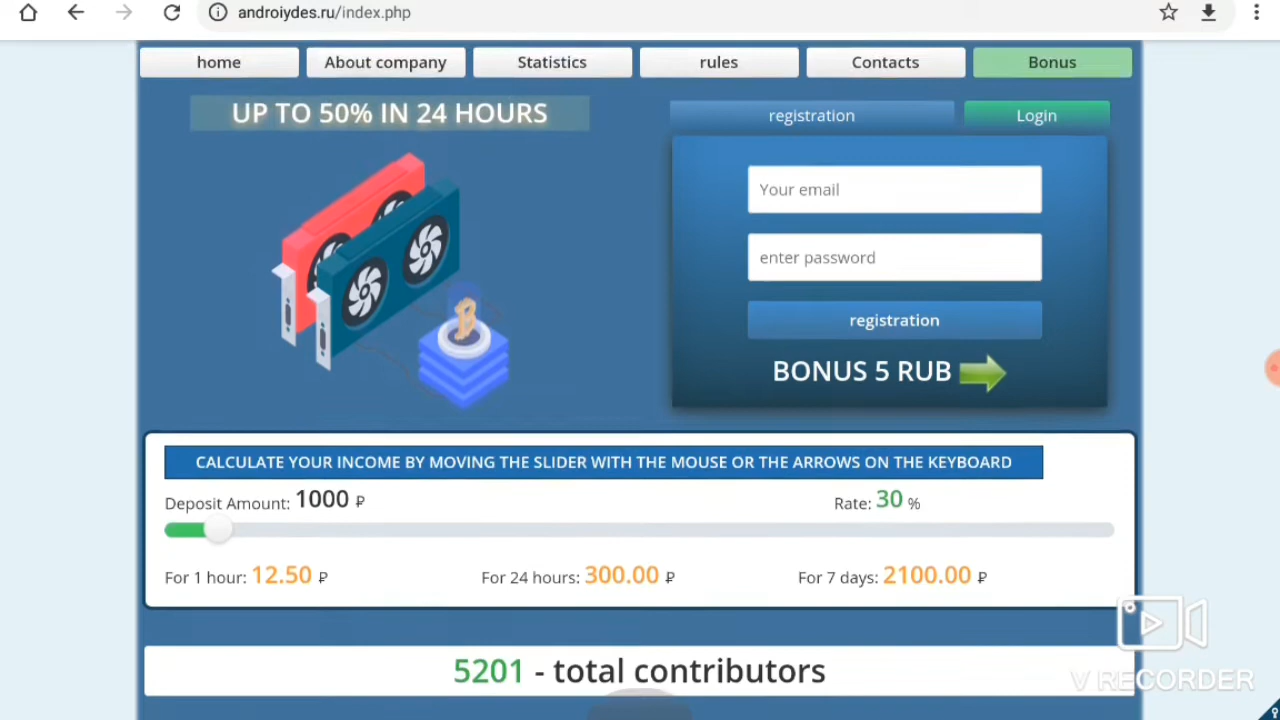 androiydes.ru/index.php
home
About company
Statistics
rules
Contacts
Bonus
UP TO 50% IN 24 HOURS
registration
Login
Your email
enter password
registration
BONUS 5 RUB
CALCULATE YOUR INCOME BY MOVING THE SLIDER WITH THE MOUSE OR THE ARROWS ON THE KEYBOARD
Deposit Amount: 1000 ₽
Rate: 30 %
For 1 hour: 12.50 ₽
For 24 hours: 300.00 ₽
For 7 days: 2100.00 ₽
5201 - total contributors
V RECORDER